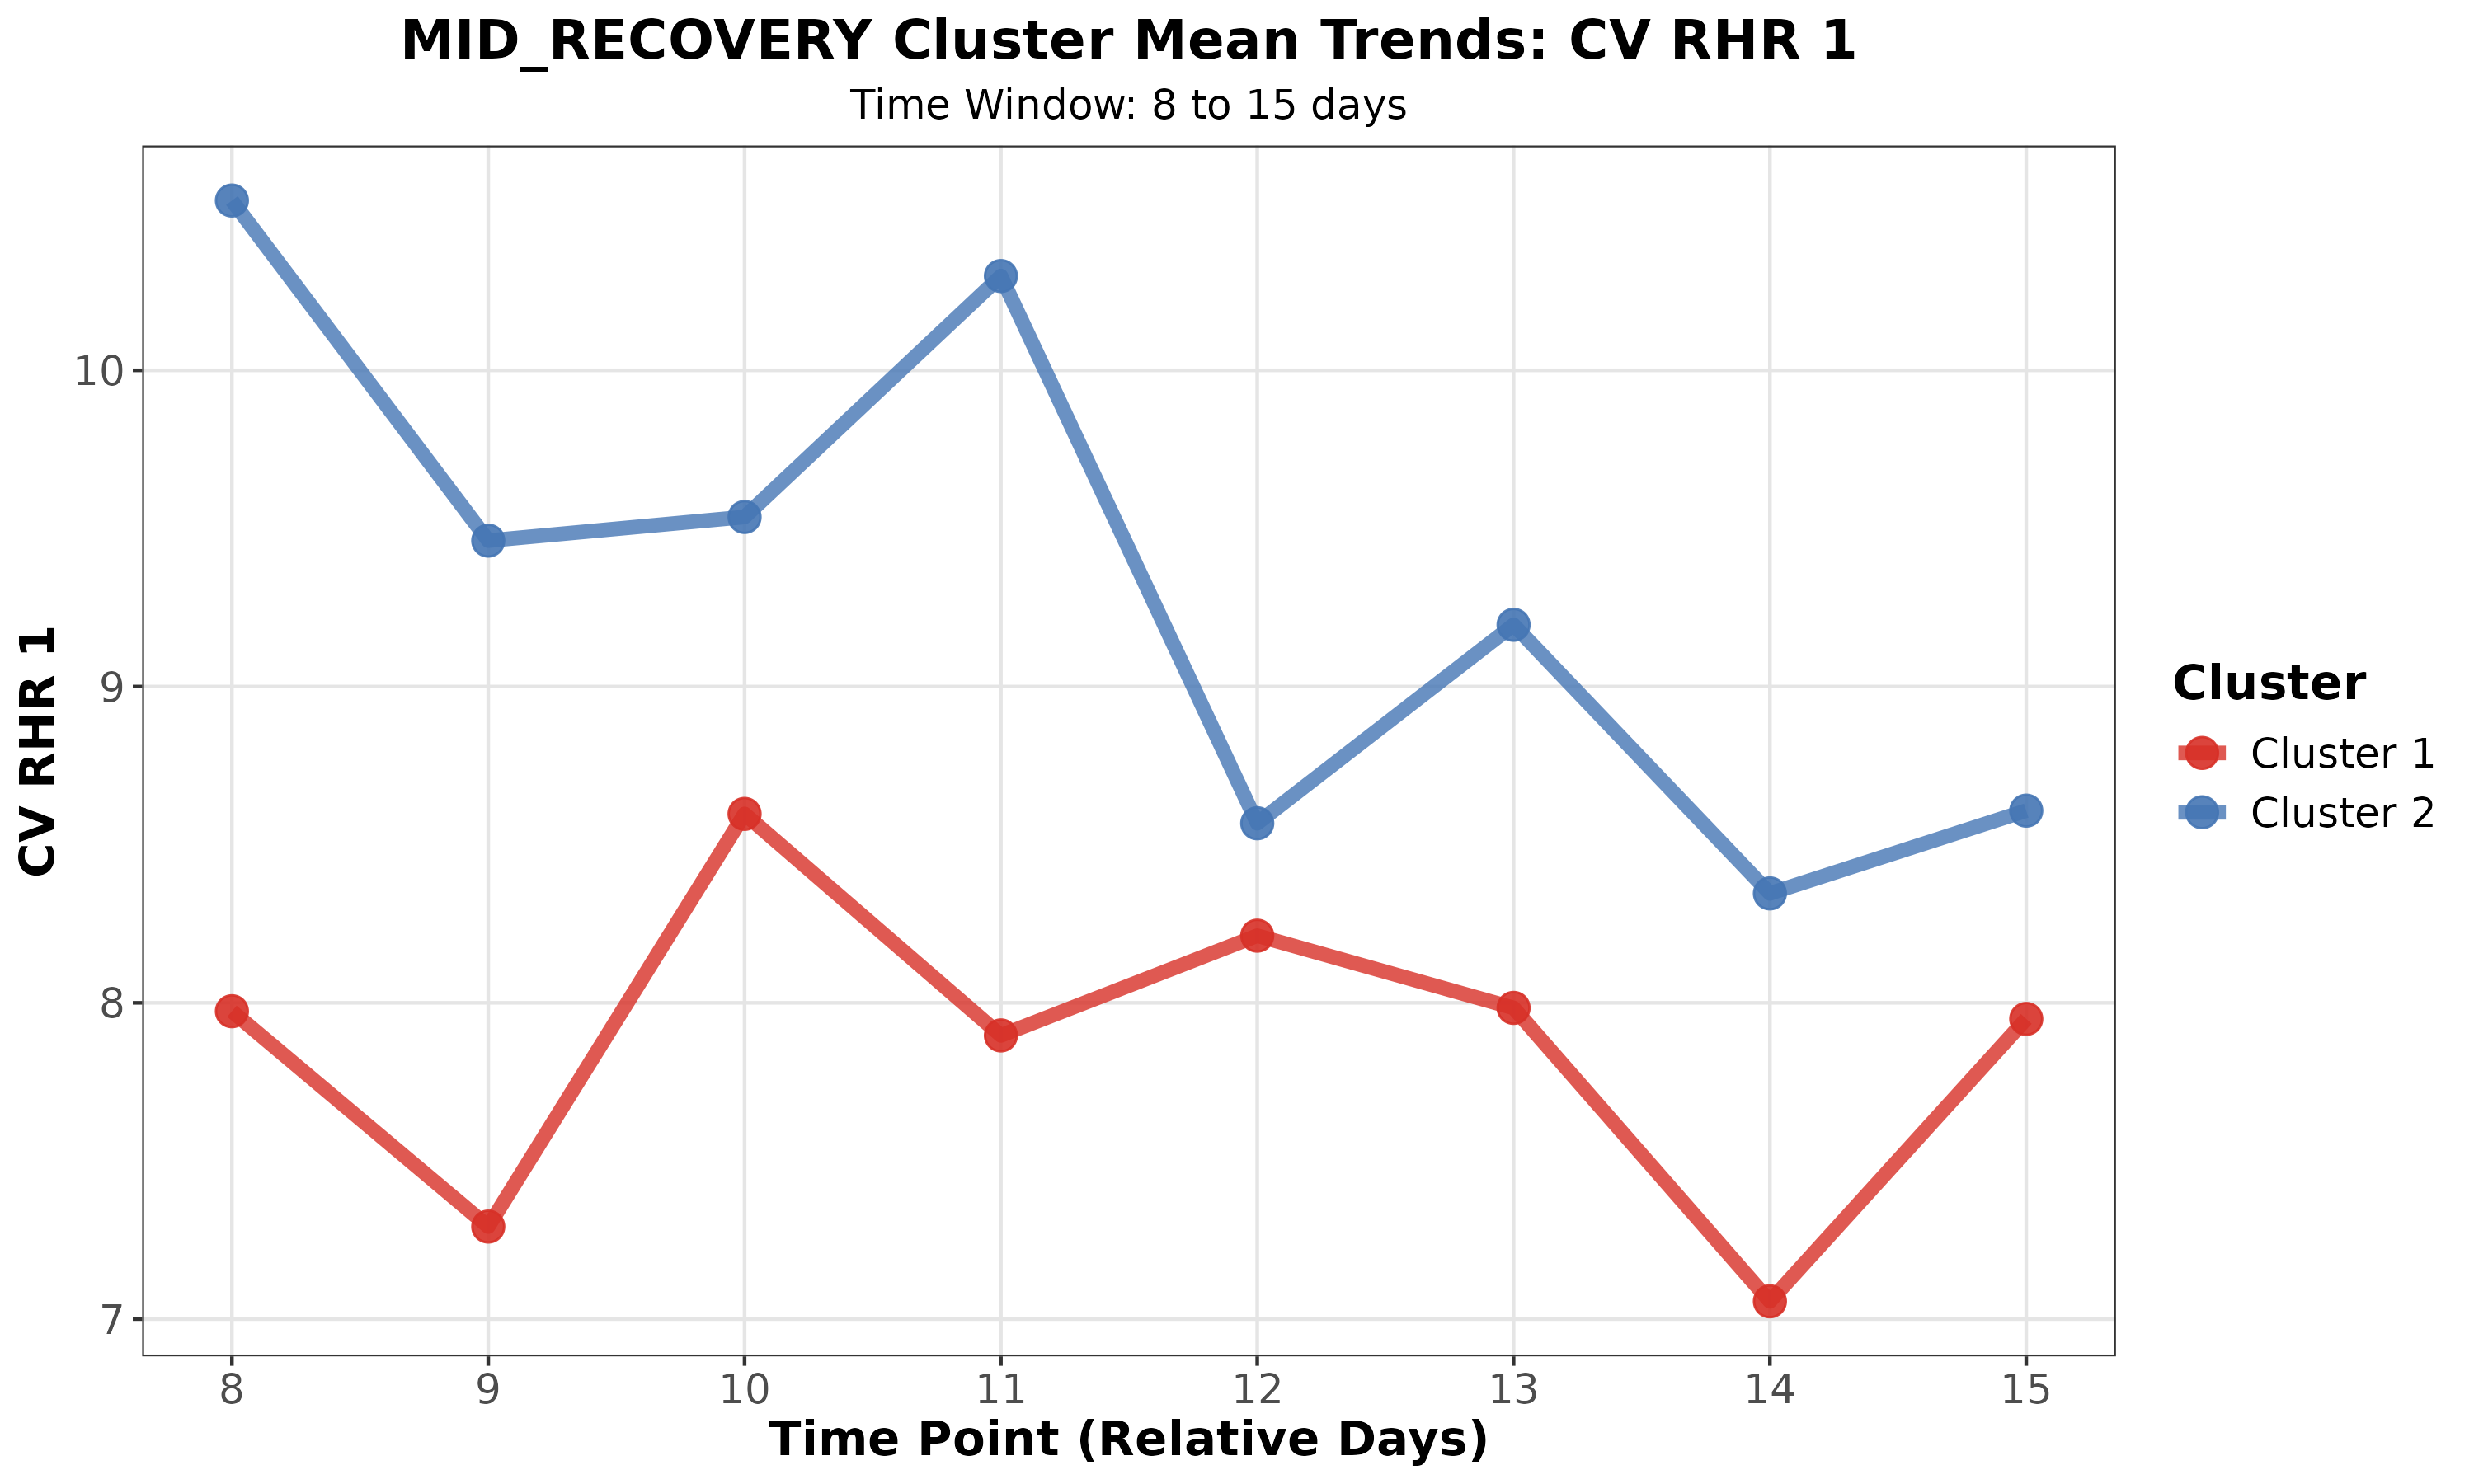 MID_RECOVERY Cluster Mean Trends: CV RHR 1
Time Window: 8 to 15 days
CV RHR 1
10
9
8
7
8 9 10 11 12 13 14 15
Time Point (Relative Days)
Cluster
Cluster 1
Cluster 2